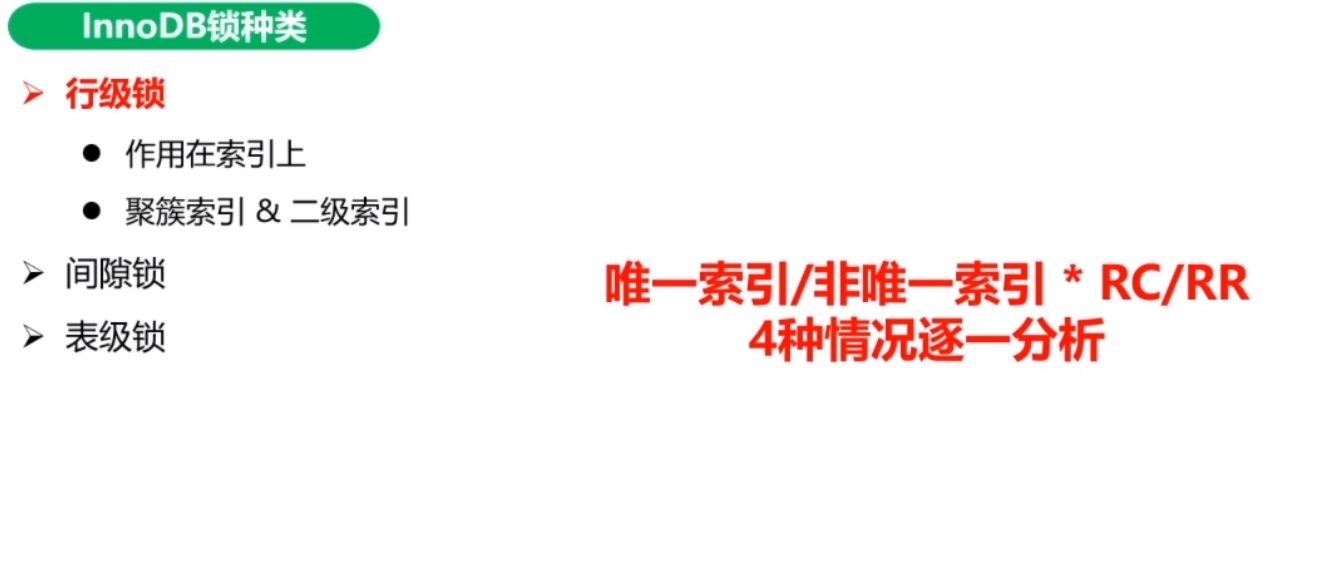 InnoDB锁种类
行级锁
作用在索引上
聚簇索引 & 二级索引
间隙锁
表级锁
唯一索引/非唯一索引 * RC/RR
4种情况逐一分析